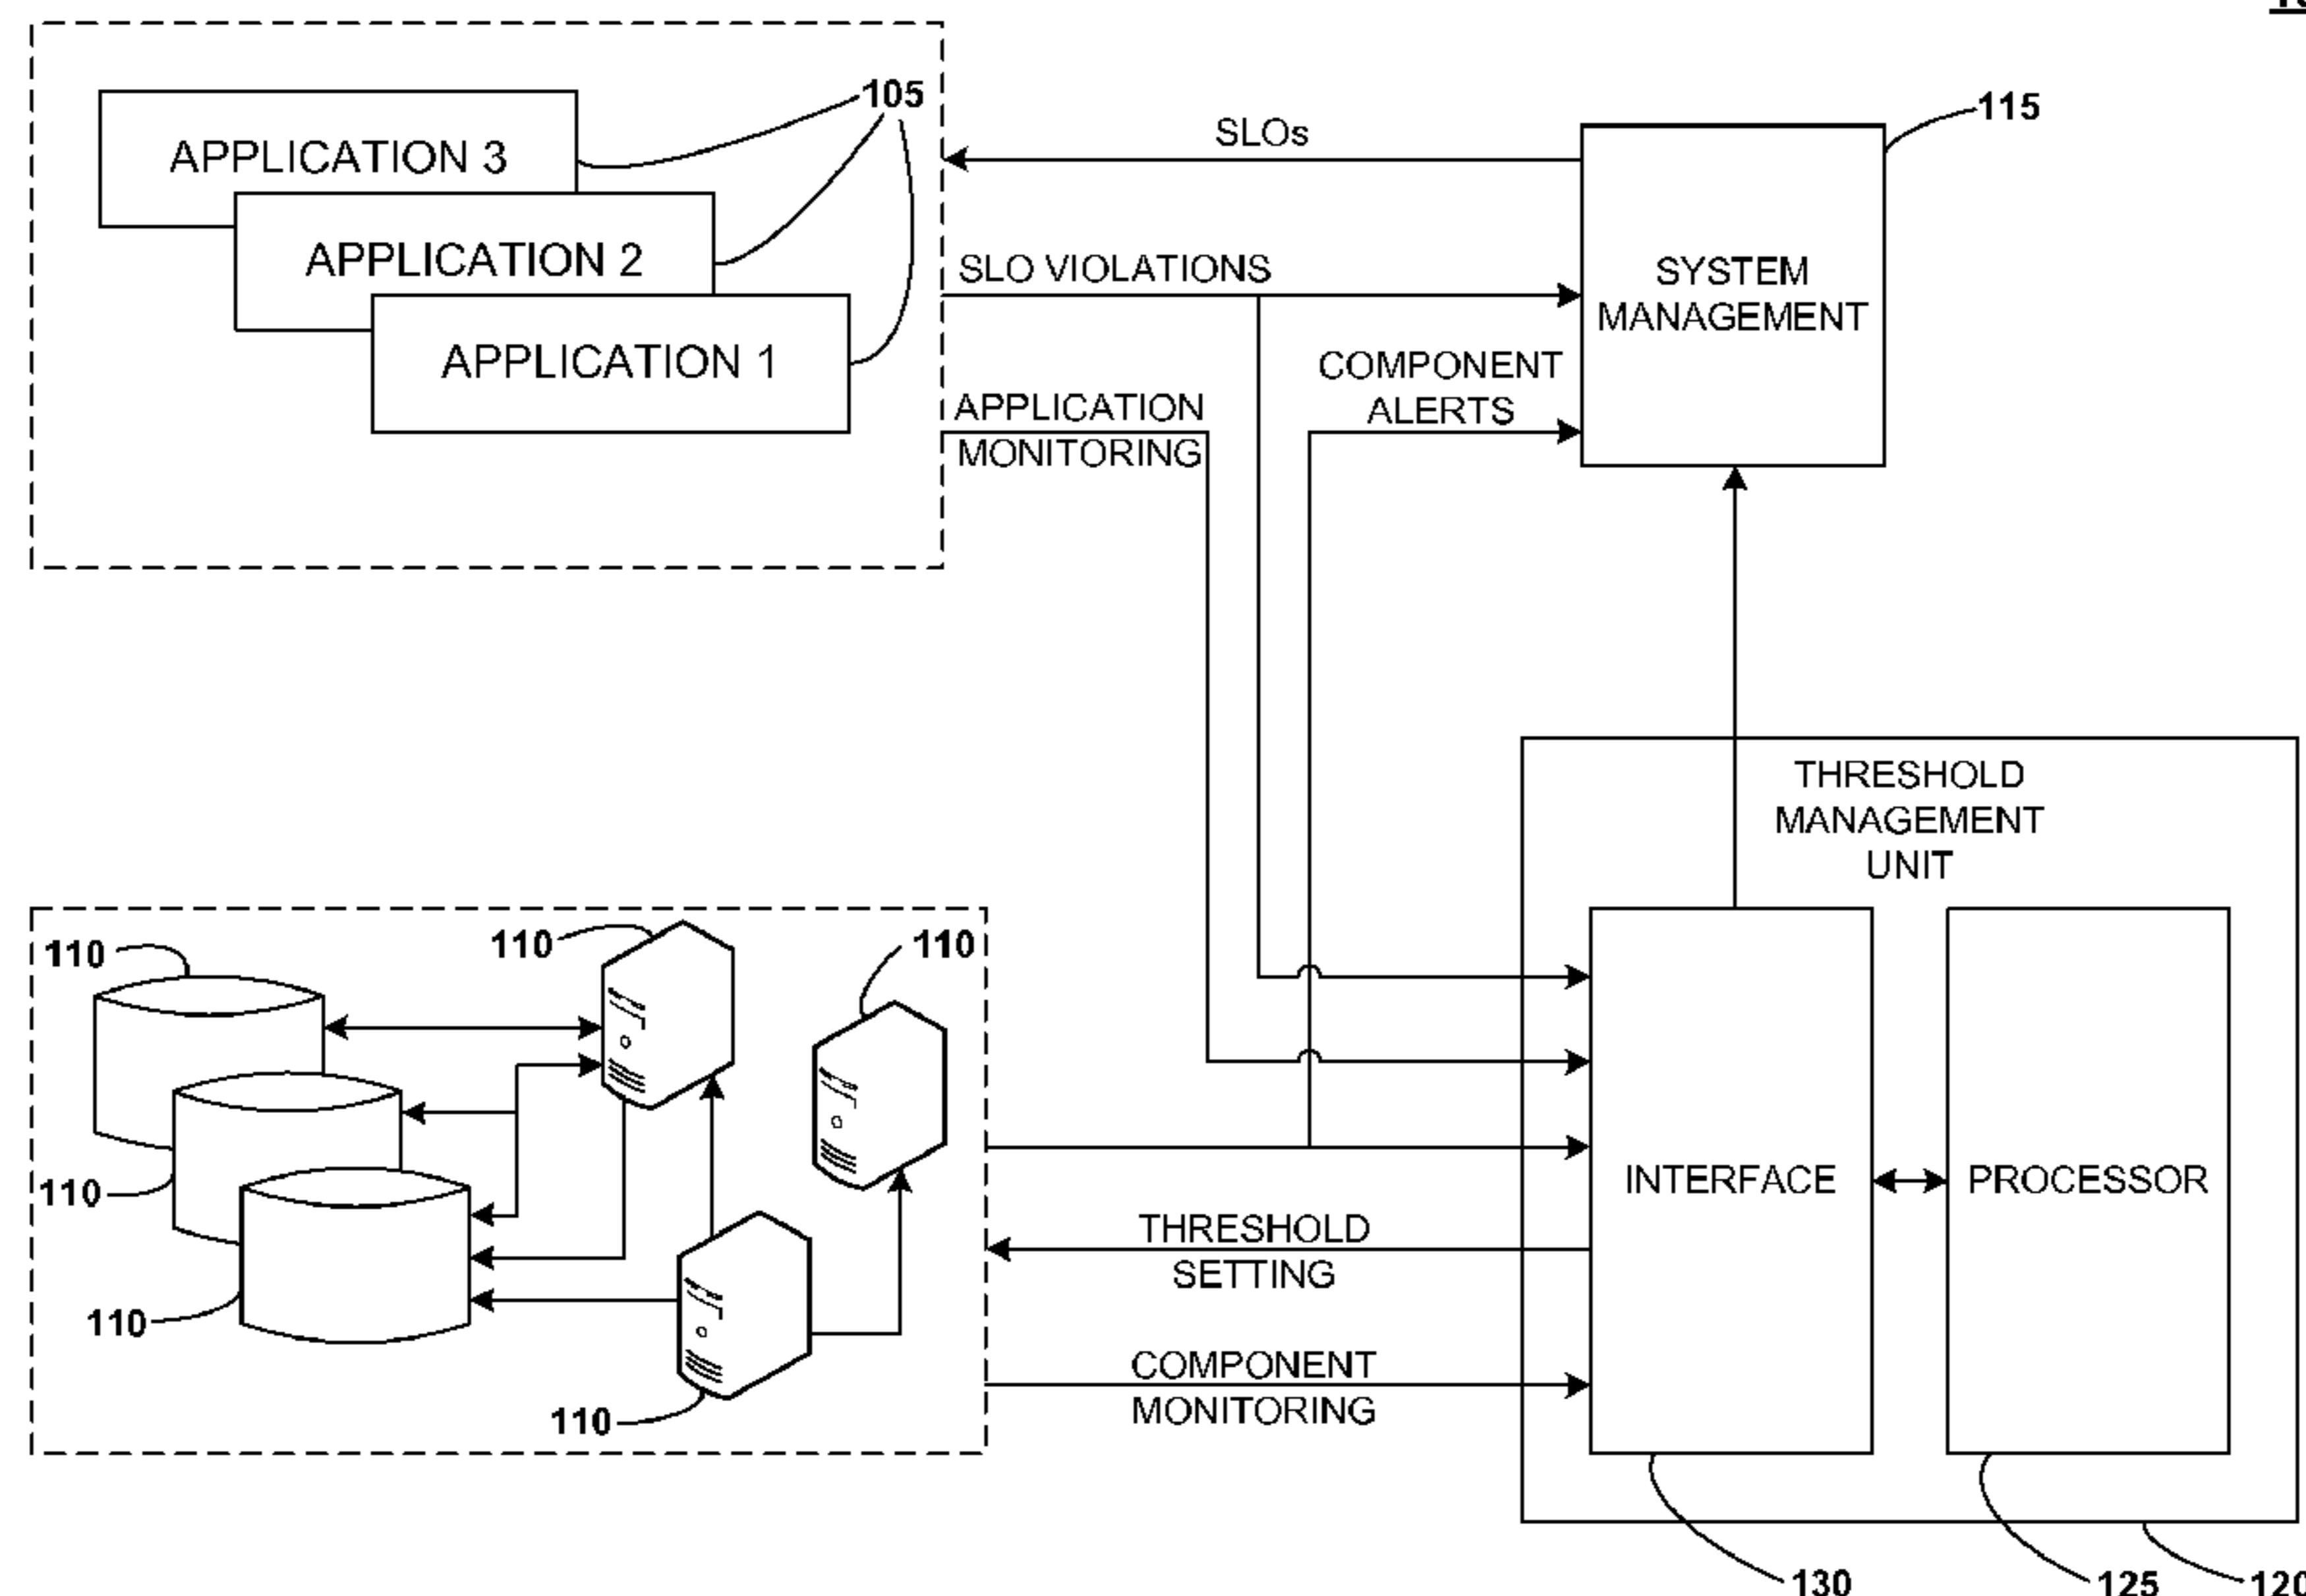 105
APPLICATION 3
APPLICATION 2
APPLICATION 1
SLOs
115
SLO VIOLATIONS
SYSTEM
MANAGEMENT
COMPONENT
ALERTS
APPLICATION
MONITORING
THRESHOLD
MANAGEMENT
UNIT
110
110
110
110
110
110
INTERFACE
PROCESSOR
THRESHOLD
SETTING
COMPONENT
MONITORING
130
125
120